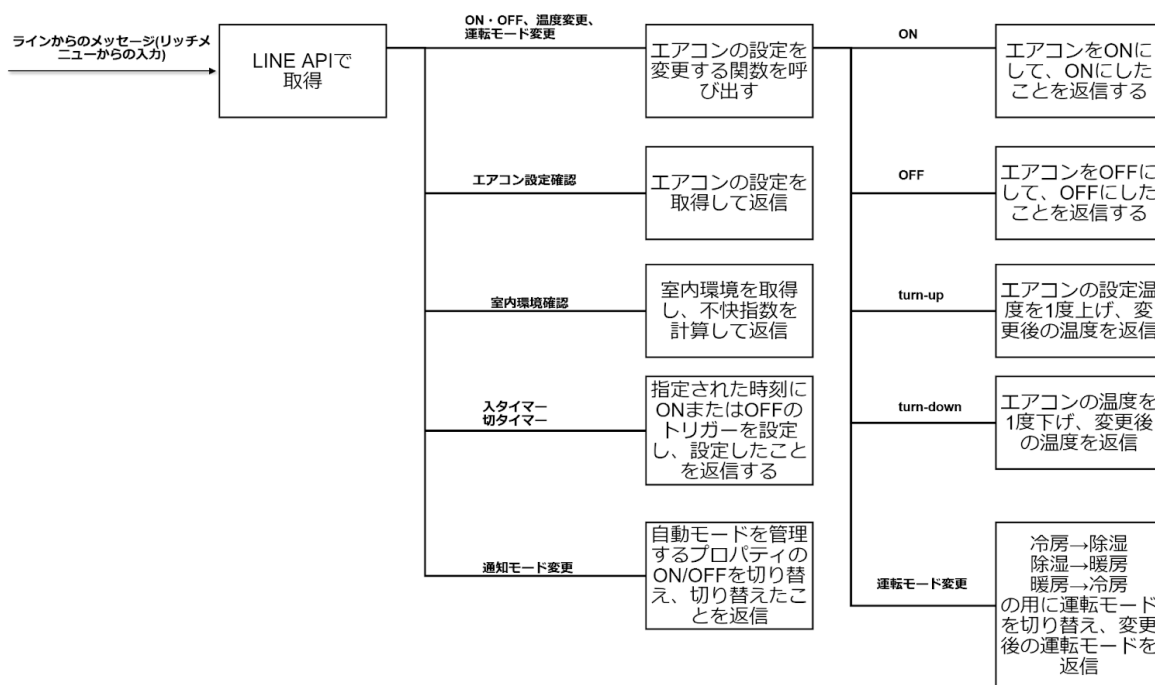 ラインからのメッセージ(リッチメ
ニューからの入力)
LINE APIで
取得
ON・OFF、温度変更、
運転モード変更
エアコンの設定を
変更する関数を呼
び出す
ON
エアコンをONに
して、ONにした
ことを返信する
エアコン設定確認
エアコンの設定を
取得して返信
OFF
エアコンをOFFに
して、OFFにした
ことを返信する
室内環境確認
室内環境を取得
し、不快指数を
計算して返信
turn-up
エアコンの設定温
度を1度上げ、変
更後の温度を返信
入タイマー
切タイマー
指定された時刻に
ONまたはOFFの
トリガーを設定
し、設定したこと
を返信する
turn-down
エアコンの温度を
1度下げ、変更後
の温度を返信
通知モード変更
自動モードを管理
するプロパティの
ON/OFFを切り替
え、切り替えたこ
とを返信
運転モード変更
冷房→除湿
除湿→暖房
暖房→冷房
の用に運転モード
を切り替え、変更
後の運転モードを
返信